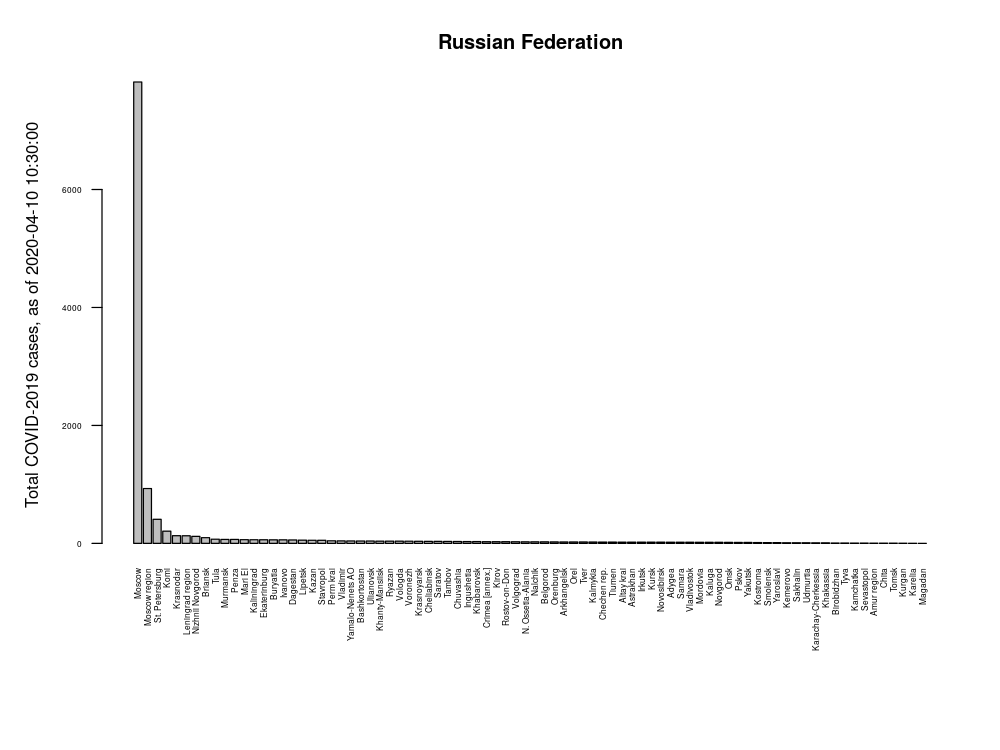 Russian Federation
Total COVID-2019 cases, as of 2020-04-10 10:30:00
6000
4000
2000
0
Moscow
Moscow region
St. Petersburg
Komi
Krasnodar
Leningrad region
Nizhnii Novgorod
Briansk
Tula
Murmansk
Penza
Mari El
Kaliningrad
Ekaterinburg
Buryatia
Ivanovo
Dagestan
Lipetsk
Kazan
Stavropol
Perm kral
Vladimir
Yamalo-Nenets AO
Bashkortostan
Ulianovsk
Khanty-Mansiisk
Ryazan
Vologda
Voronezh
Krasnoyarsk
Cheliabinsk
Saratov
Tambov
Chuvashia
Ingushetia
Khabarovsk
Crimea [annex.]
Kirov
Rostov-on-Don
Volgograd
N.Ossetia-Alania
Nalchik
Belgorod
Orenburg
Arkhangelsk
Orel
Tver
Kalmykia
Chechen rep.
Tiumen
Altay kral
Astrakhan
Irkutsk
Kursk
Novosibirsk
Adygea
Samara
Vladivopk
Mordovia
Kaluga
Novgorod
Omsk
Pskov
Yakutsk
Kostroma
Smolensk
Yaroslavl
Kemerovo
Sakhalin
Udmurtia
Karachay-Cherkessia
Khakassia
Birobidzhan
Tyva
Kamchatka
Sevastopol
Amur region
Chita
Tomsk
Kurgan
Karelia
Magadan